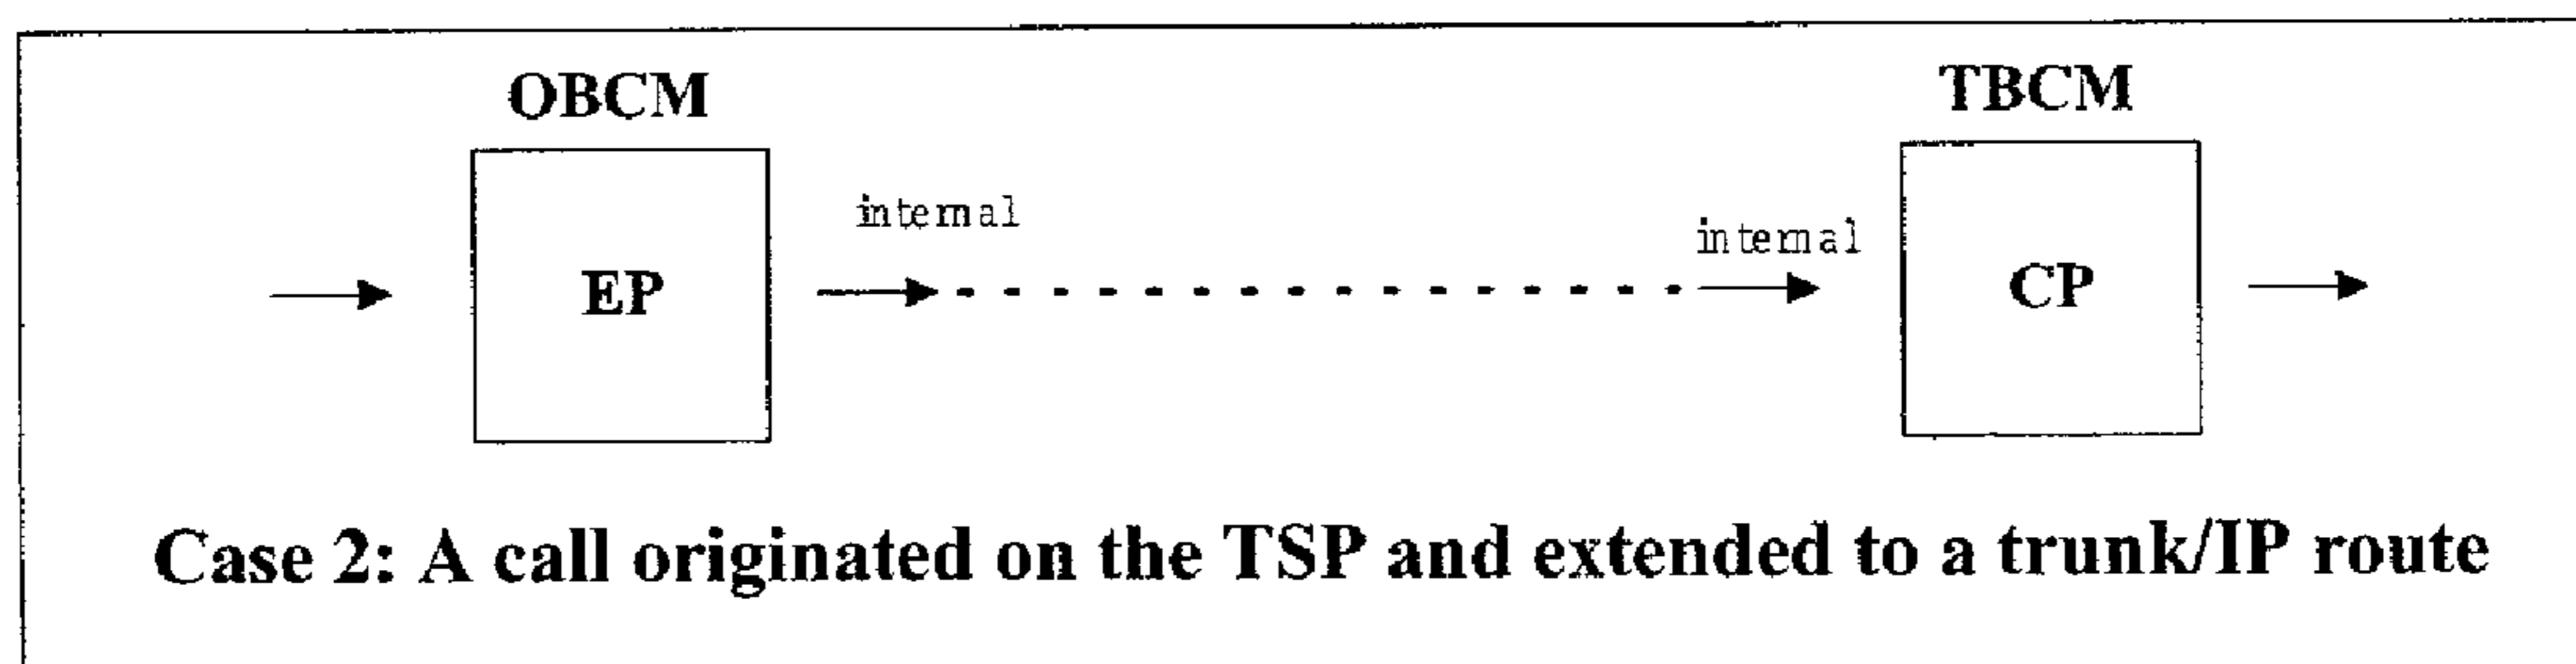 OBCM
TBCM
internal
internal
EP
CP
Case 2: A call originated on the TSP and extended to a trunk/IP route